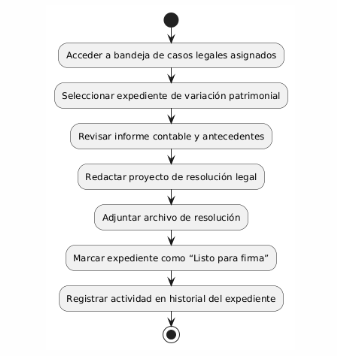 Acceder a bandeja de casos legales asignados
Seleccionar expediente de variación patrimonial
Revisar informe contable y antecedentes
Redactar proyecto de resolución legal
Adjuntar archivo de resolución
Marcar expediente como “Listo para firma”
Registrar actividad en historial del expediente